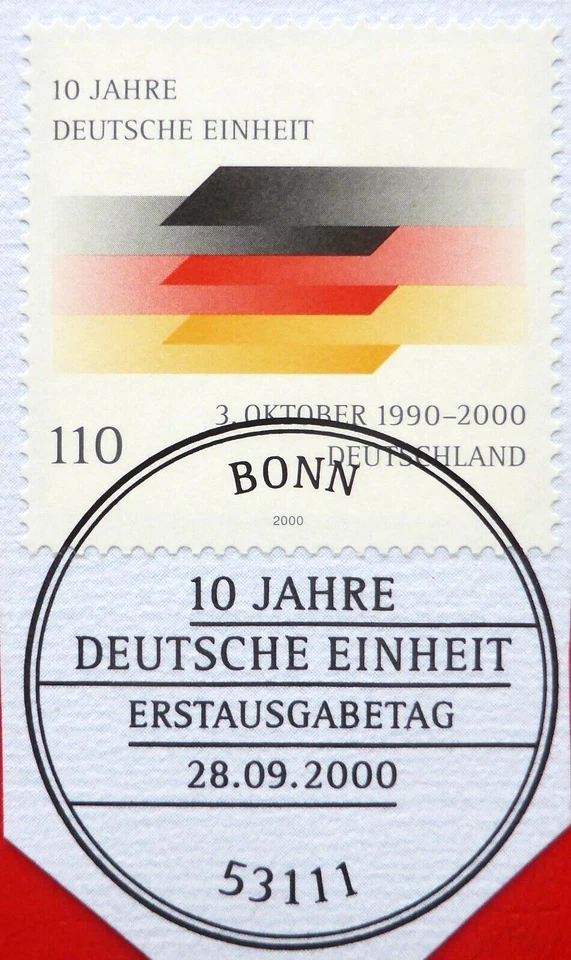 10 JAHRE
DEUTSCHE EINHEIT
3. OKTOBER 1990–2000
110
DEUTSCHLAND
BONN
2000
10 JAHRE
DEUTSCHE EINHEIT
ERSTAUSGABETAG
28.09.2000
53111